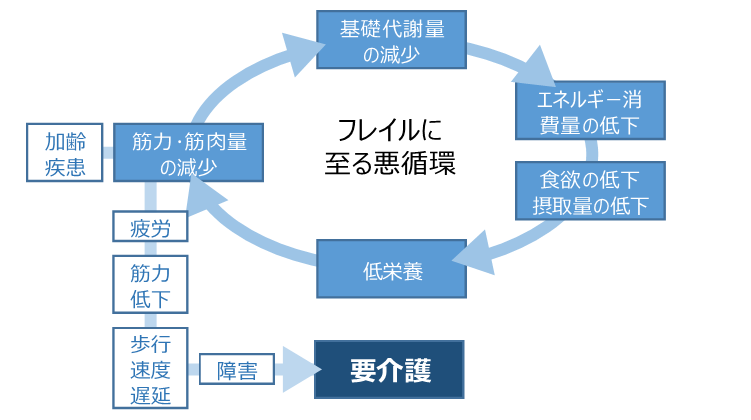 基礎代謝量
の減少
エネルギー消
費量の低下
食欲の低下
摂取量の低下
低栄養
筋力・筋肉量
の減少
加齢
疾患
フレイルに
至る悪循環
疲労
筋力
低下
歩行
速度
遅延
障害
要介護